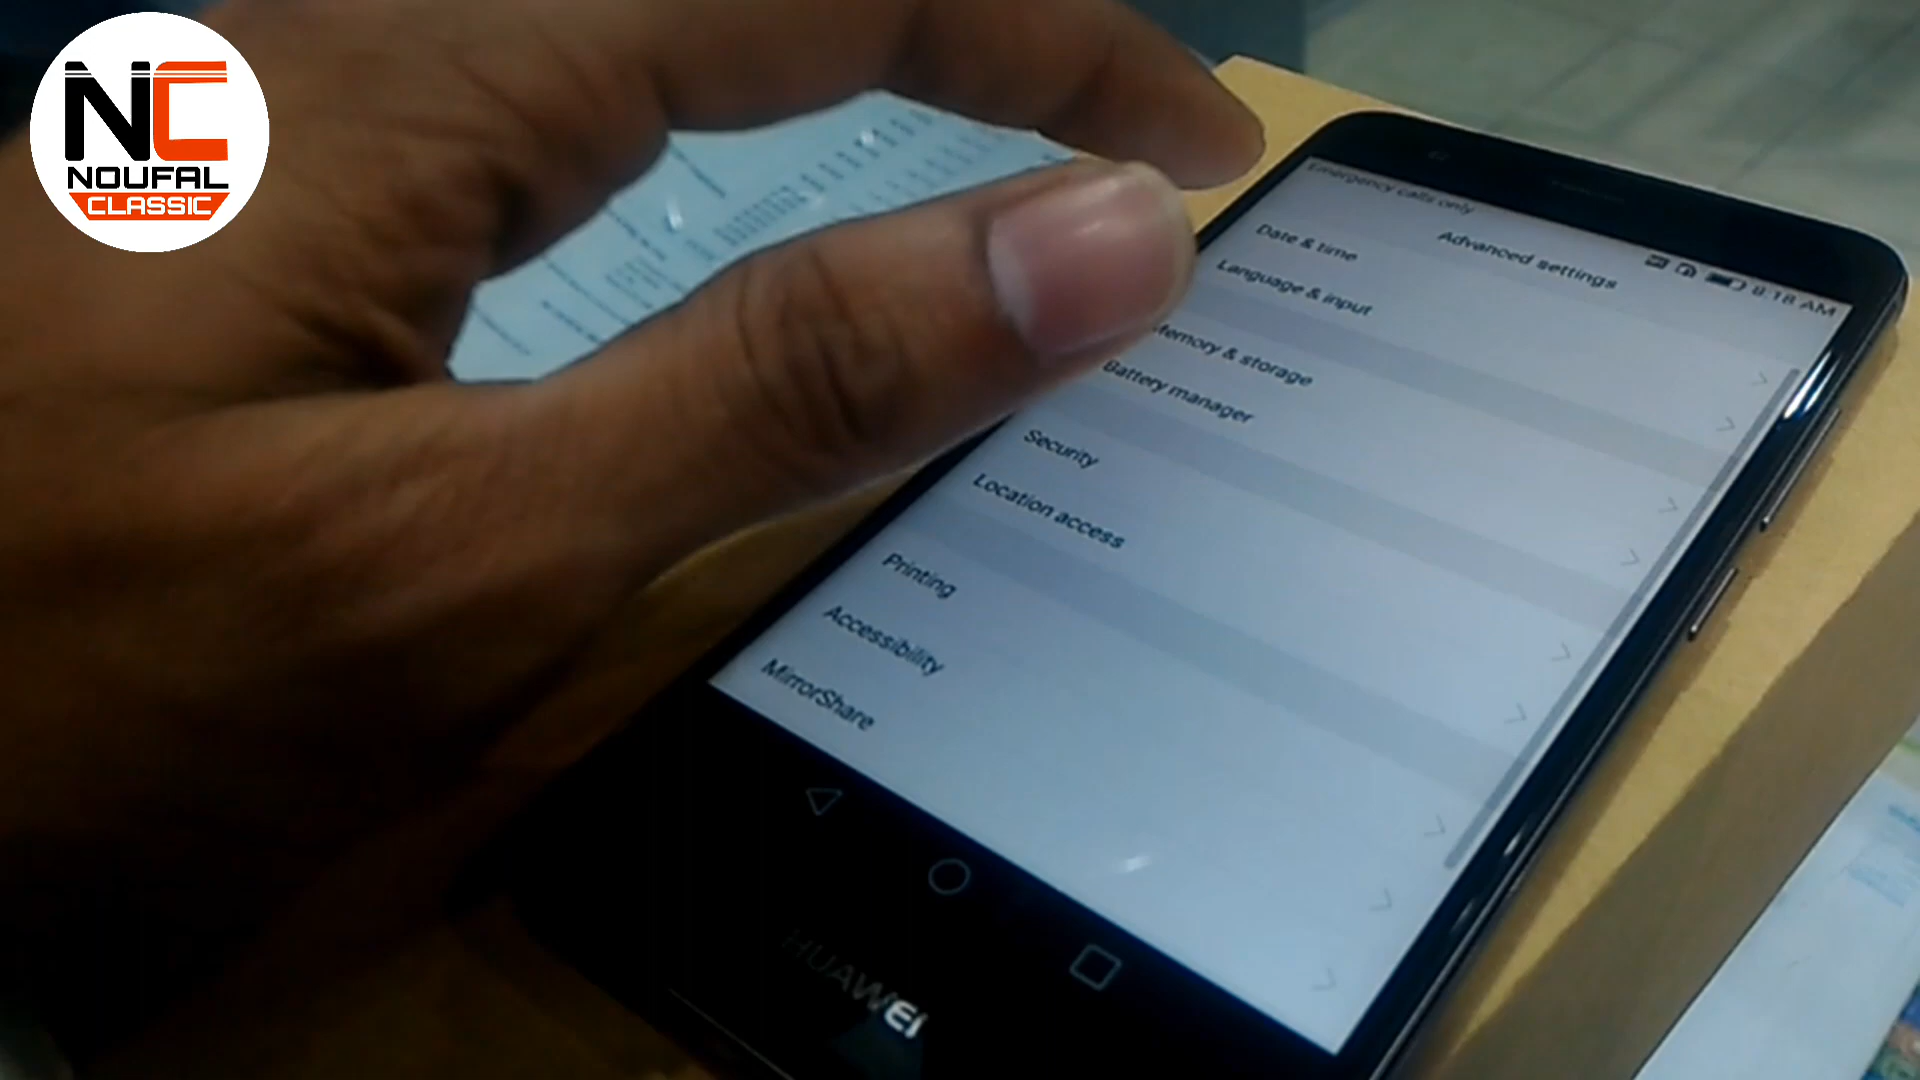 NC
NOUFAL
CLASSIC
Emergency calls only
8:18 AM
Advanced settings
Date & time
Language & input
Memory & storage
Battery manager
Security
Location access
Printing
Accessibility
MirrorShare
HUAWEI